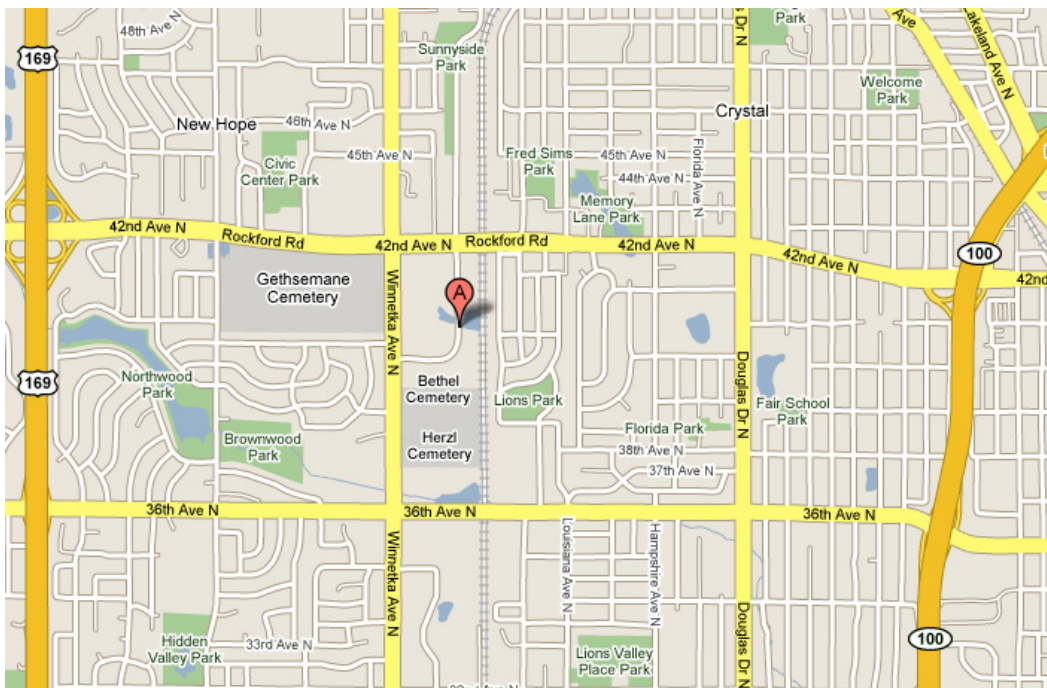 48th Ave N
169
Sunnyside
Park
Dr N
Park
Ave
Lakeland Ave N
Welcome
Park
New Hope
46th Ave N
Crystal
Civic
Center Park
45th Ave N
Fred Sims
Park
45th Ave N
44th Ave N
Florida Ave N
Memory
Lane Park
42nd Ave N
Rockford Rd
42nd Ave N
Rockford Rd
42nd Ave N
42nd Ave N
100
42nd
Gethsemane
Cemetery
Winnetka Ave N
A
169
Northwood
Park
Bethel
Cemetery
Lions Park
Douglas Dr N
Fair School
Park
Brownwood
Park
Herzl
Cemetery
Florida Park
38th Ave N
37th Ave N
36th Ave N
36th Ave N
36th Ave N
Winnetka Ave N
Louisiana Ave N
Hampshire Ave N
Douglas Dr N
100
Hidden
Valley Park
33rd Ave N
Lions Valley
Place Park